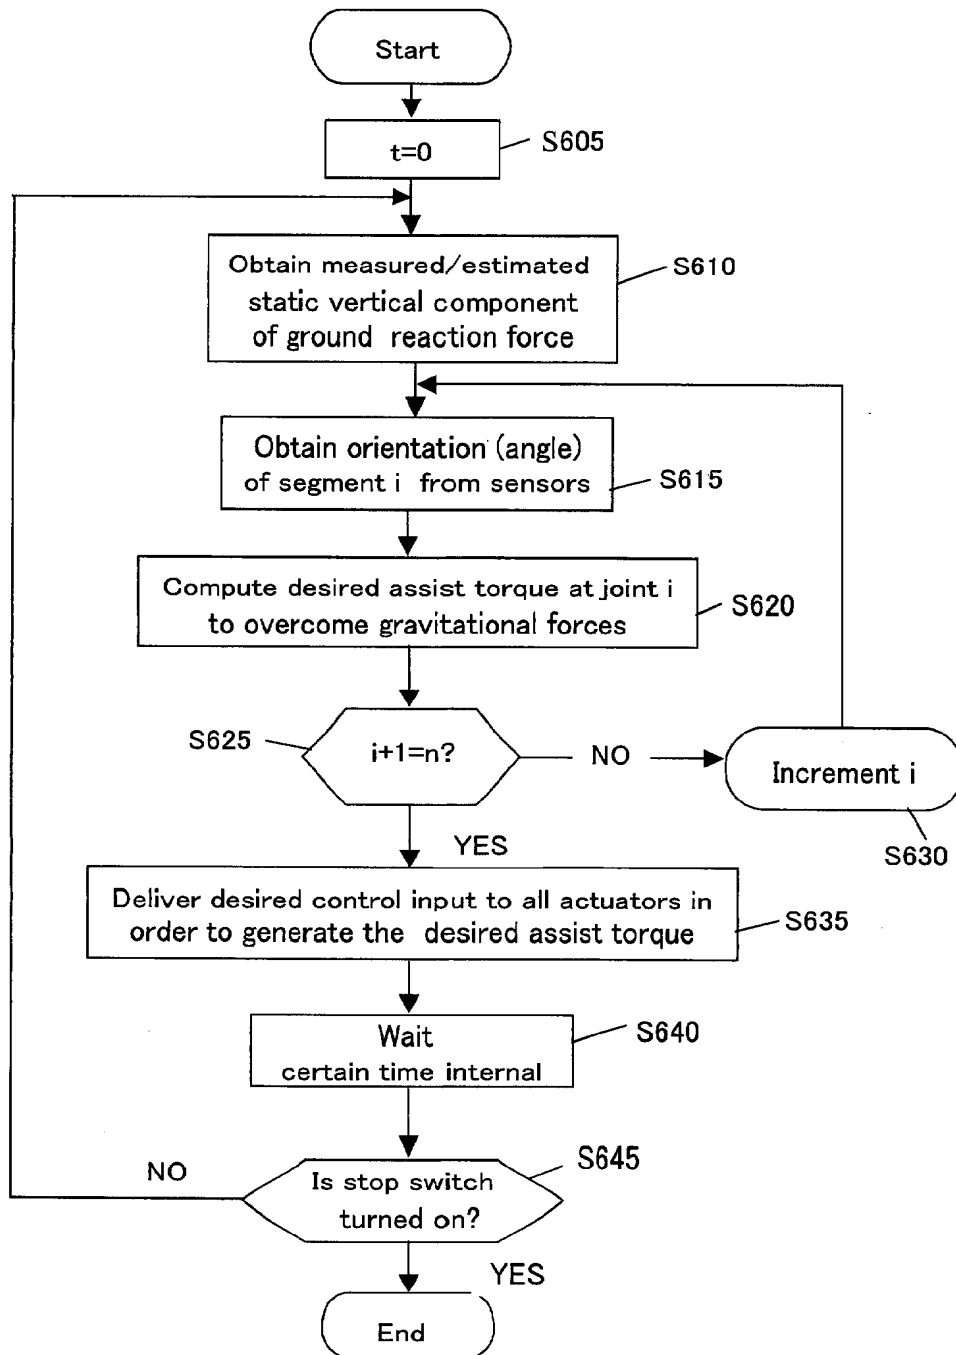 Start
t=0
S605
Obtain measured/estimated
static vertical component
of ground reaction force
S610
Obtain orientation (angle)
of segment i from sensors
S615
Compute desired assist torque at joint i
to overcome gravitational forces
S620
S625
i+1=n?
NO
Increment i
S630
YES
Deliver desired control input to all actuators in
order to generate the desired assist torque
S635
Wait
certain time internal
S640
NO
Is stop switch
turned on?
S645
YES
End